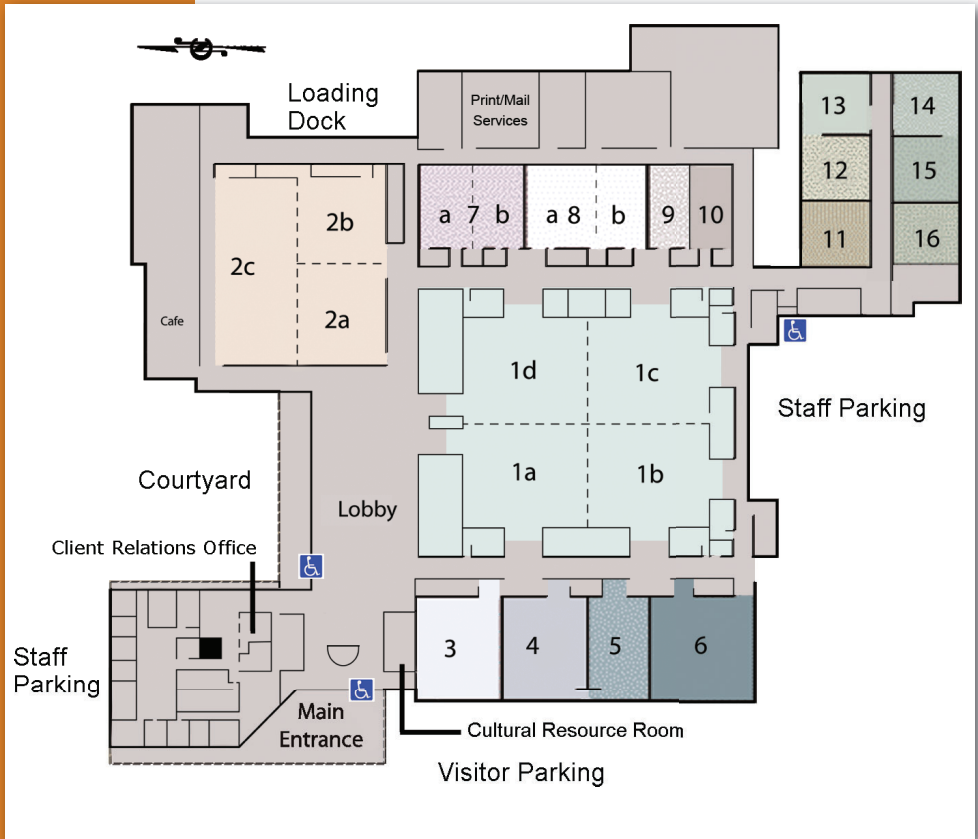 Loading
Dock
Print/Mail
Services
13
14
12
15
11
16
2b
2c
2a
a 7 b
a 8 b
9
10
Cafe
1d
1c
Staff Parking
1a
1b
Courtyard
Lobby
Client Relations Office
3
4
5
6
Staff
Parking
Main
Entrance
Cultural Resource Room
Visitor Parking